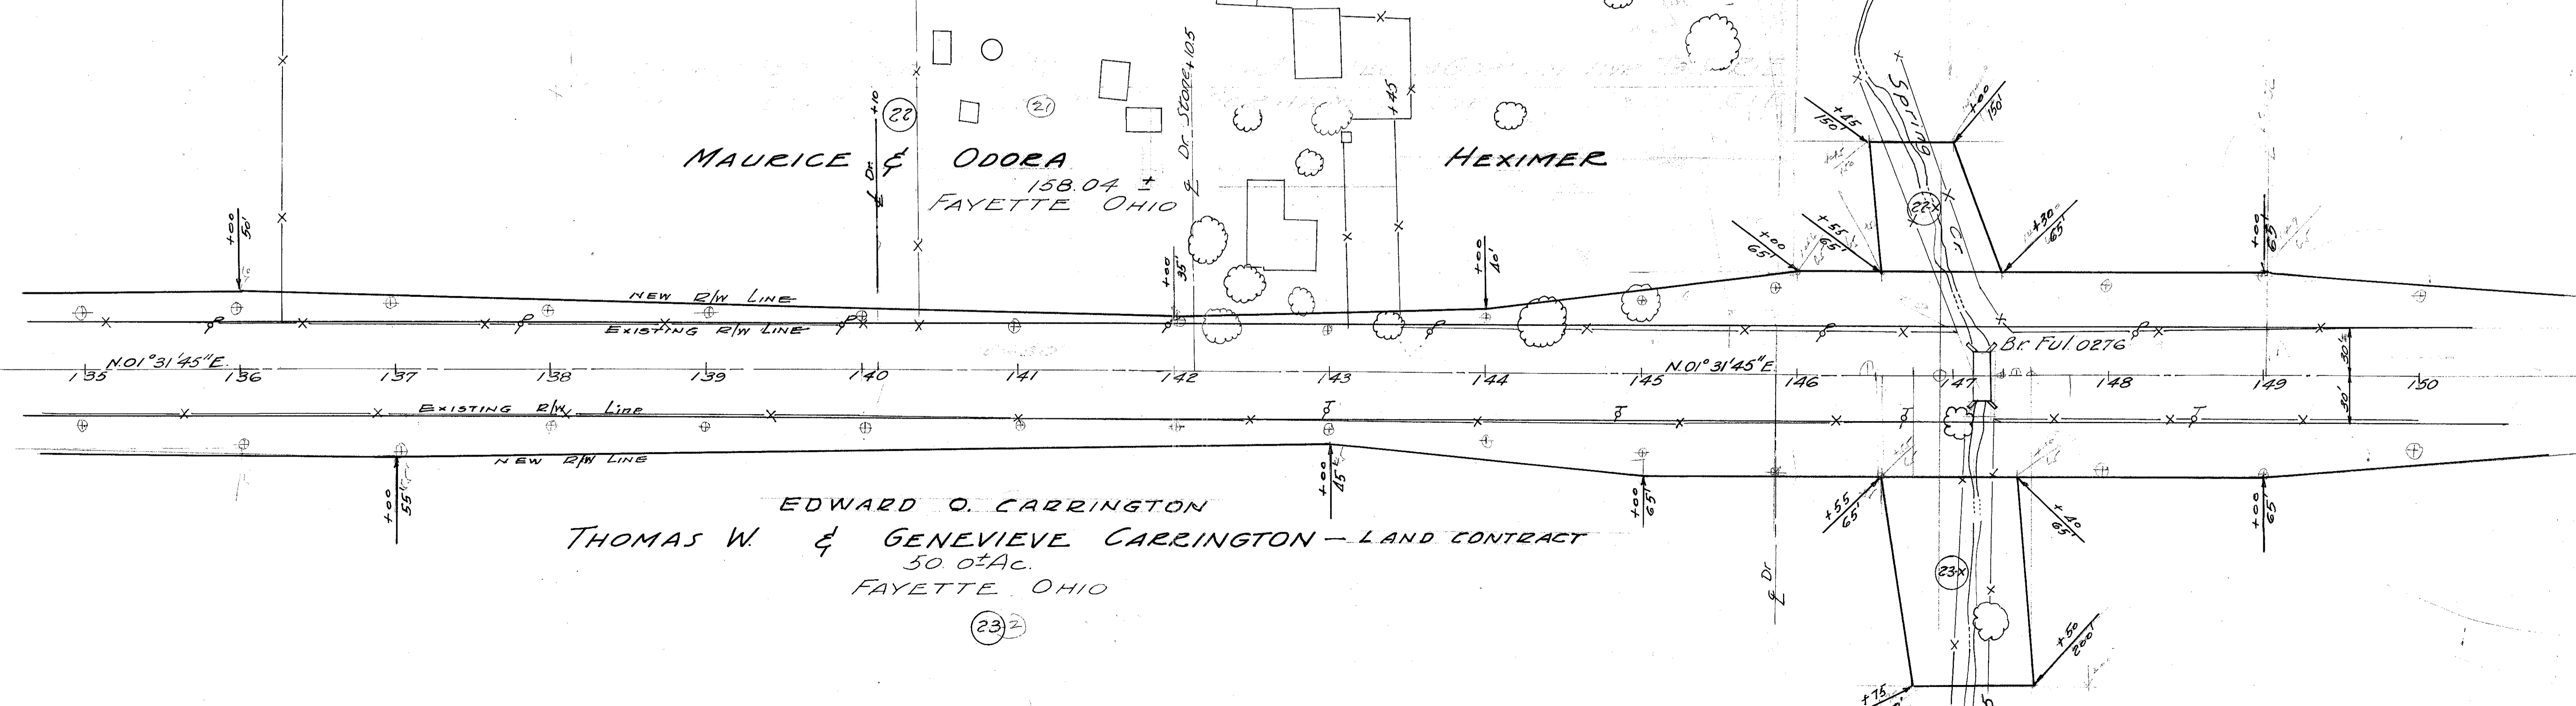 ℄ Dr. Stone +105
+45
+10
℄ Dr.
22
21
MAURICE & ODORA HEXIMER
158.04 ±
FAYETTE OHIO
Spring Cr.
+45
150'
+00
150'
22-X
+00
50'
+00
35'
+00
40'
+00
65'
+55
65'
+30
65'
+00
65'
NEW R/W LINE
EXISTING R/W LINE
Br. Ful. 0276
30'±
N.01°31'45"E.
N.01°31'45"E
135 136 137 138 139 140 141 142 143 144 145 146 147 148 149 150
30'
EXISTING R/W Line
NEW R/W LINE
+00
55'
+00
45'
+00
65'
+55
65'
+40
65'
+00
65'
EDWARD O. CARRINGTON
THOMAS W. & GENEVIEVE CARRINGTON — LAND CONTRACT
50.0± Ac.
FAYETTE OHIO
23
2
℄ Dr
23-X
+50
200'
+75